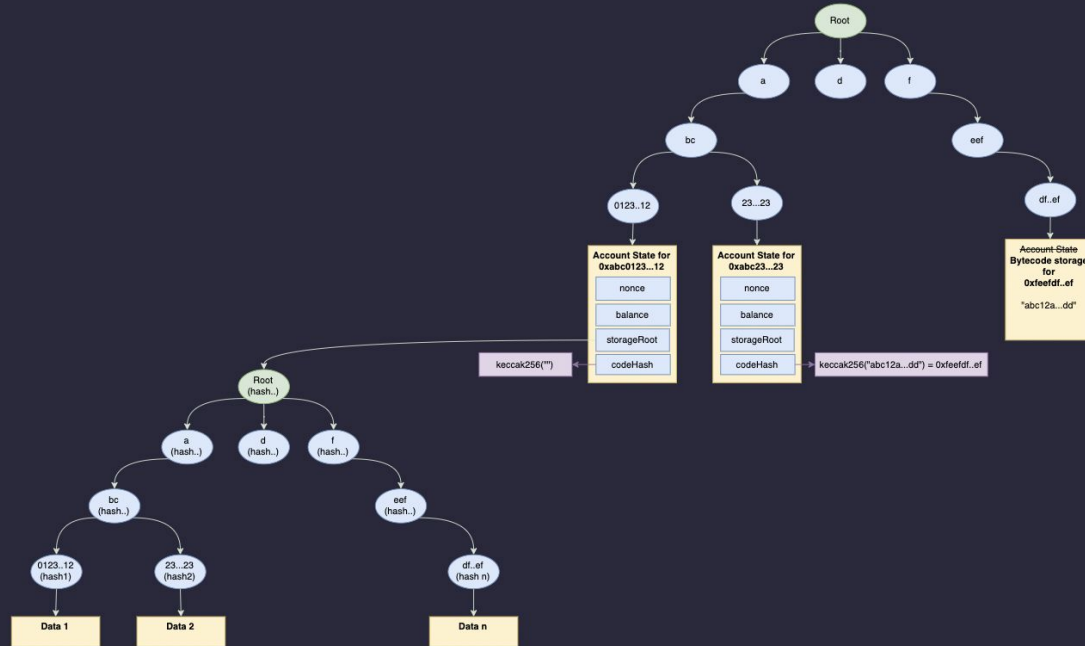 Root
a
d
f
bc
eef
0123..12
23...23
df..ef
Account State for
0xabc0123...12
nonce
balance
storageRoot
codeHash
Account State for
0xabc23...23
nonce
balance
storageRoot
codeHash
Account State
Bytecode storage
for
0xfeefdf..ef
"abc12a...dd"
keccak256("")
keccak256("abc12a...dd") = 0xfeefdf..ef
Root
(hash..)
a
(hash..)
d
(hash..)
f
(hash..)
bc
(hash..)
eef
(hash..)
0123..12
(hash1)
23...23
(hash2)
df..ef
(hash n)
Data 1
Data 2
Data n